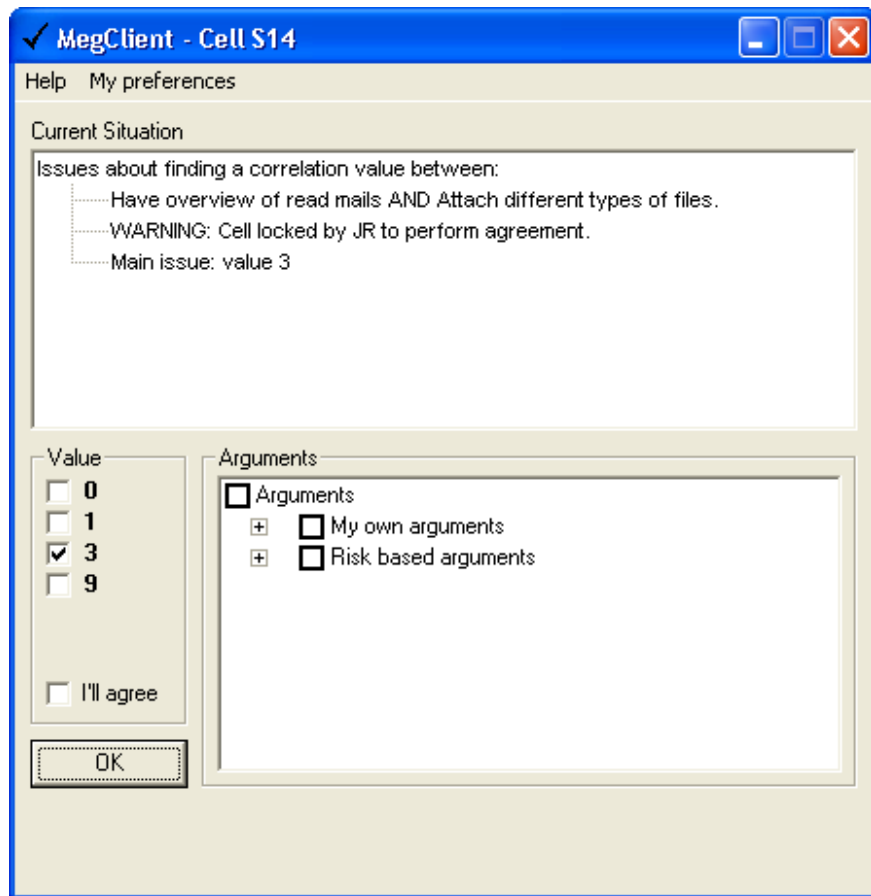 MegClient - Cell S14
Help My preferences
Current Situation
Issues about finding a correlation value between:
Have overview of read mails AND Attach different types of files.
WARNING: Cell locked by JR to perform agreement.
Main issue: value 3
Value
0
1
3
9
I'll agree
OK
Arguments
Arguments
My own arguments
Risk based arguments